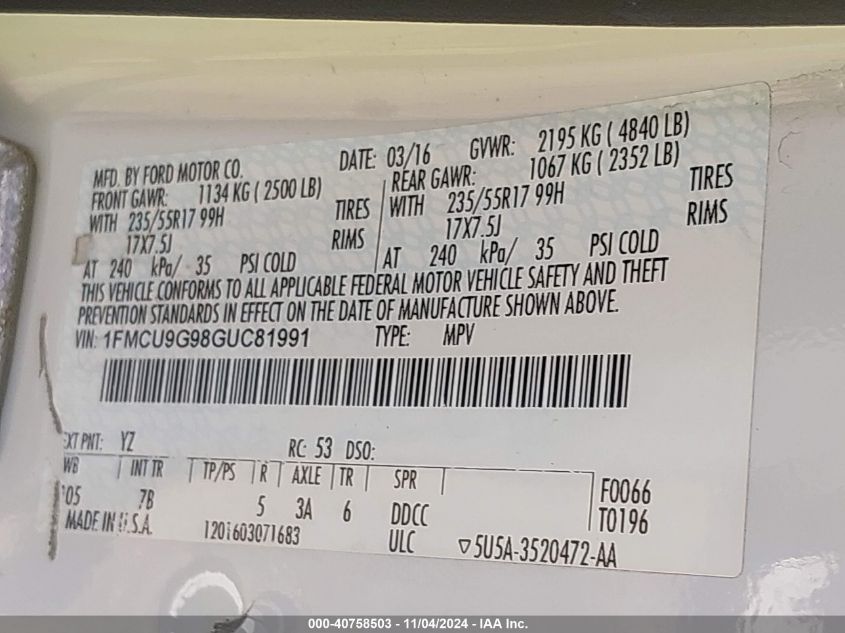 MFD. BY FORD MOTOR CO. DATE: 03/16 GVWR: 2195 KG ( 4840 LB)
FRONT GAWR: 1134 KG ( 2500 LB) REAR GAWR: 1067 KG ( 2352 LB)
WITH 235/55R17 99H TIRES WITH 235/55R17 99H TIRES
17X7.5J RIMS 17X7.5J RIMS
AT 240 kPa/ 35 PSI COLD AT 240 kPa/ 35 PSI COLD
THIS VEHICLE CONFORMS TO ALL APPLICABLE FEDERAL MOTOR VEHICLE SAFETY AND THEFT
PREVENTION STANDARDS IN EFFECT ON THE DATE OF MANUFACTURE SHOWN ABOVE.
VIN: 1FMCU9G98GUC81991 TYPE: MPV
EXT PNT: YZ RC: 53 DSO:
WB INT TR TP/PS R AXLE TR SPR
105 7B 5 3A 6 DDCC
F0066
T0196
MADE IN U.S.A. 1201603071683 ULC ▽5U5A-3520472-AA
000-40758503 - 11/04/2024 - IAA Inc.